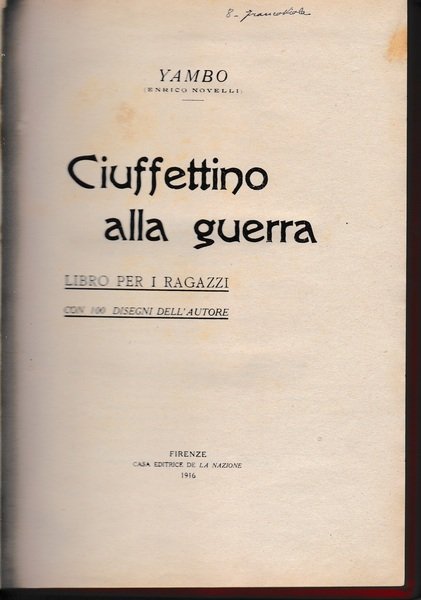 YAMBO
(ENRICO NOVELLI)
Ciuffettino
alla guerra
LIBRO PER I RAGAZZI
CON 100 DISEGNI DELL'AUTORE
FIRENZE
CASA EDITRICE DE LA NAZIONE
1916